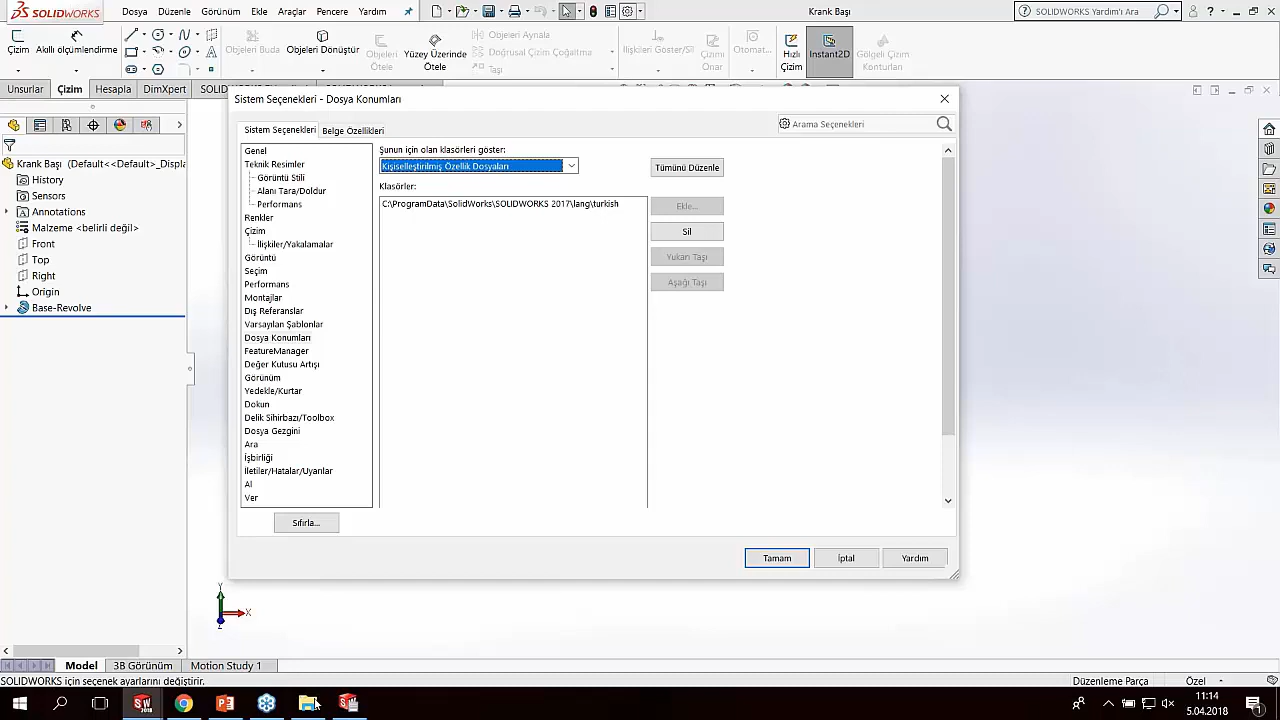 SOLIDWORKS
Dosya Düzenle Görünüm Ekle Araçlar Pencere Yardım
Krank Başı
SOLIDWORKS Yardım'ı Ara
Çizim
Akıllı ölçümlendirme
Objeleri Buda
Objeleri Dönüştür
Objeleri Ötele
Yüzey Üzerinde Ötele
Objeleri Aynala
Doğrusal Çizim Çoğaltma
Taşı
İlişkileri Göster/Sil
Çizimi Onar
Otomat...
Hızlı Çizim
Instant2D
Gölgeli Çizim Konturları
Unsurlar Çizim Hesapla DimXpert
Sistem Seçenekleri - Dosya Konumları
Sistem Seçenekleri Belge Özellikleri
Arama Seçenekleri
Genel
Teknik Resimler
Görüntü Stili
Alanı Tara/Doldur
Performans
Renkler
Çizim
İlişkiler/Yakalamalar
Görüntü
Seçim
Performans
Montajlar
Dış Referanslar
Varsayılan Şablonlar
Dosya Konumları
FeatureManager
Değer Kutusu Artışı
Görünüm
Yedekle/Kurtar
Dokun
Delik Sihirbazı/Toolbox
Dosya Gezgini
Ara
İşbirliği
İletiler/Hatalar/Uyarılar
Al
Ver
Sıfırla...
Şunun için olan klasörleri göster:
Kişiselleştirilmiş Özellik Dosyaları
Tümünü Düzenle
Klasörler:
C:\ProgramData\SolidWorks\SOLIDWORKS 2017\lang\turkish
Ekle...
Sil
Yukarı Taşı
Aşağı Taşı
Tamam
İptal
Yardım
Krank Başı (Default<<Default>_Displa
History
Sensors
Annotations
Malzeme <belirli değil>
Front
Top
Right
Origin
Base-Revolve
Y
X
Z
Model 3B Görünüm Motion Study 1
SOLIDWORKS için seçenek ayarlarını değiştirir.
Düzenleme Parça
Özel
11:14
5.04.2018